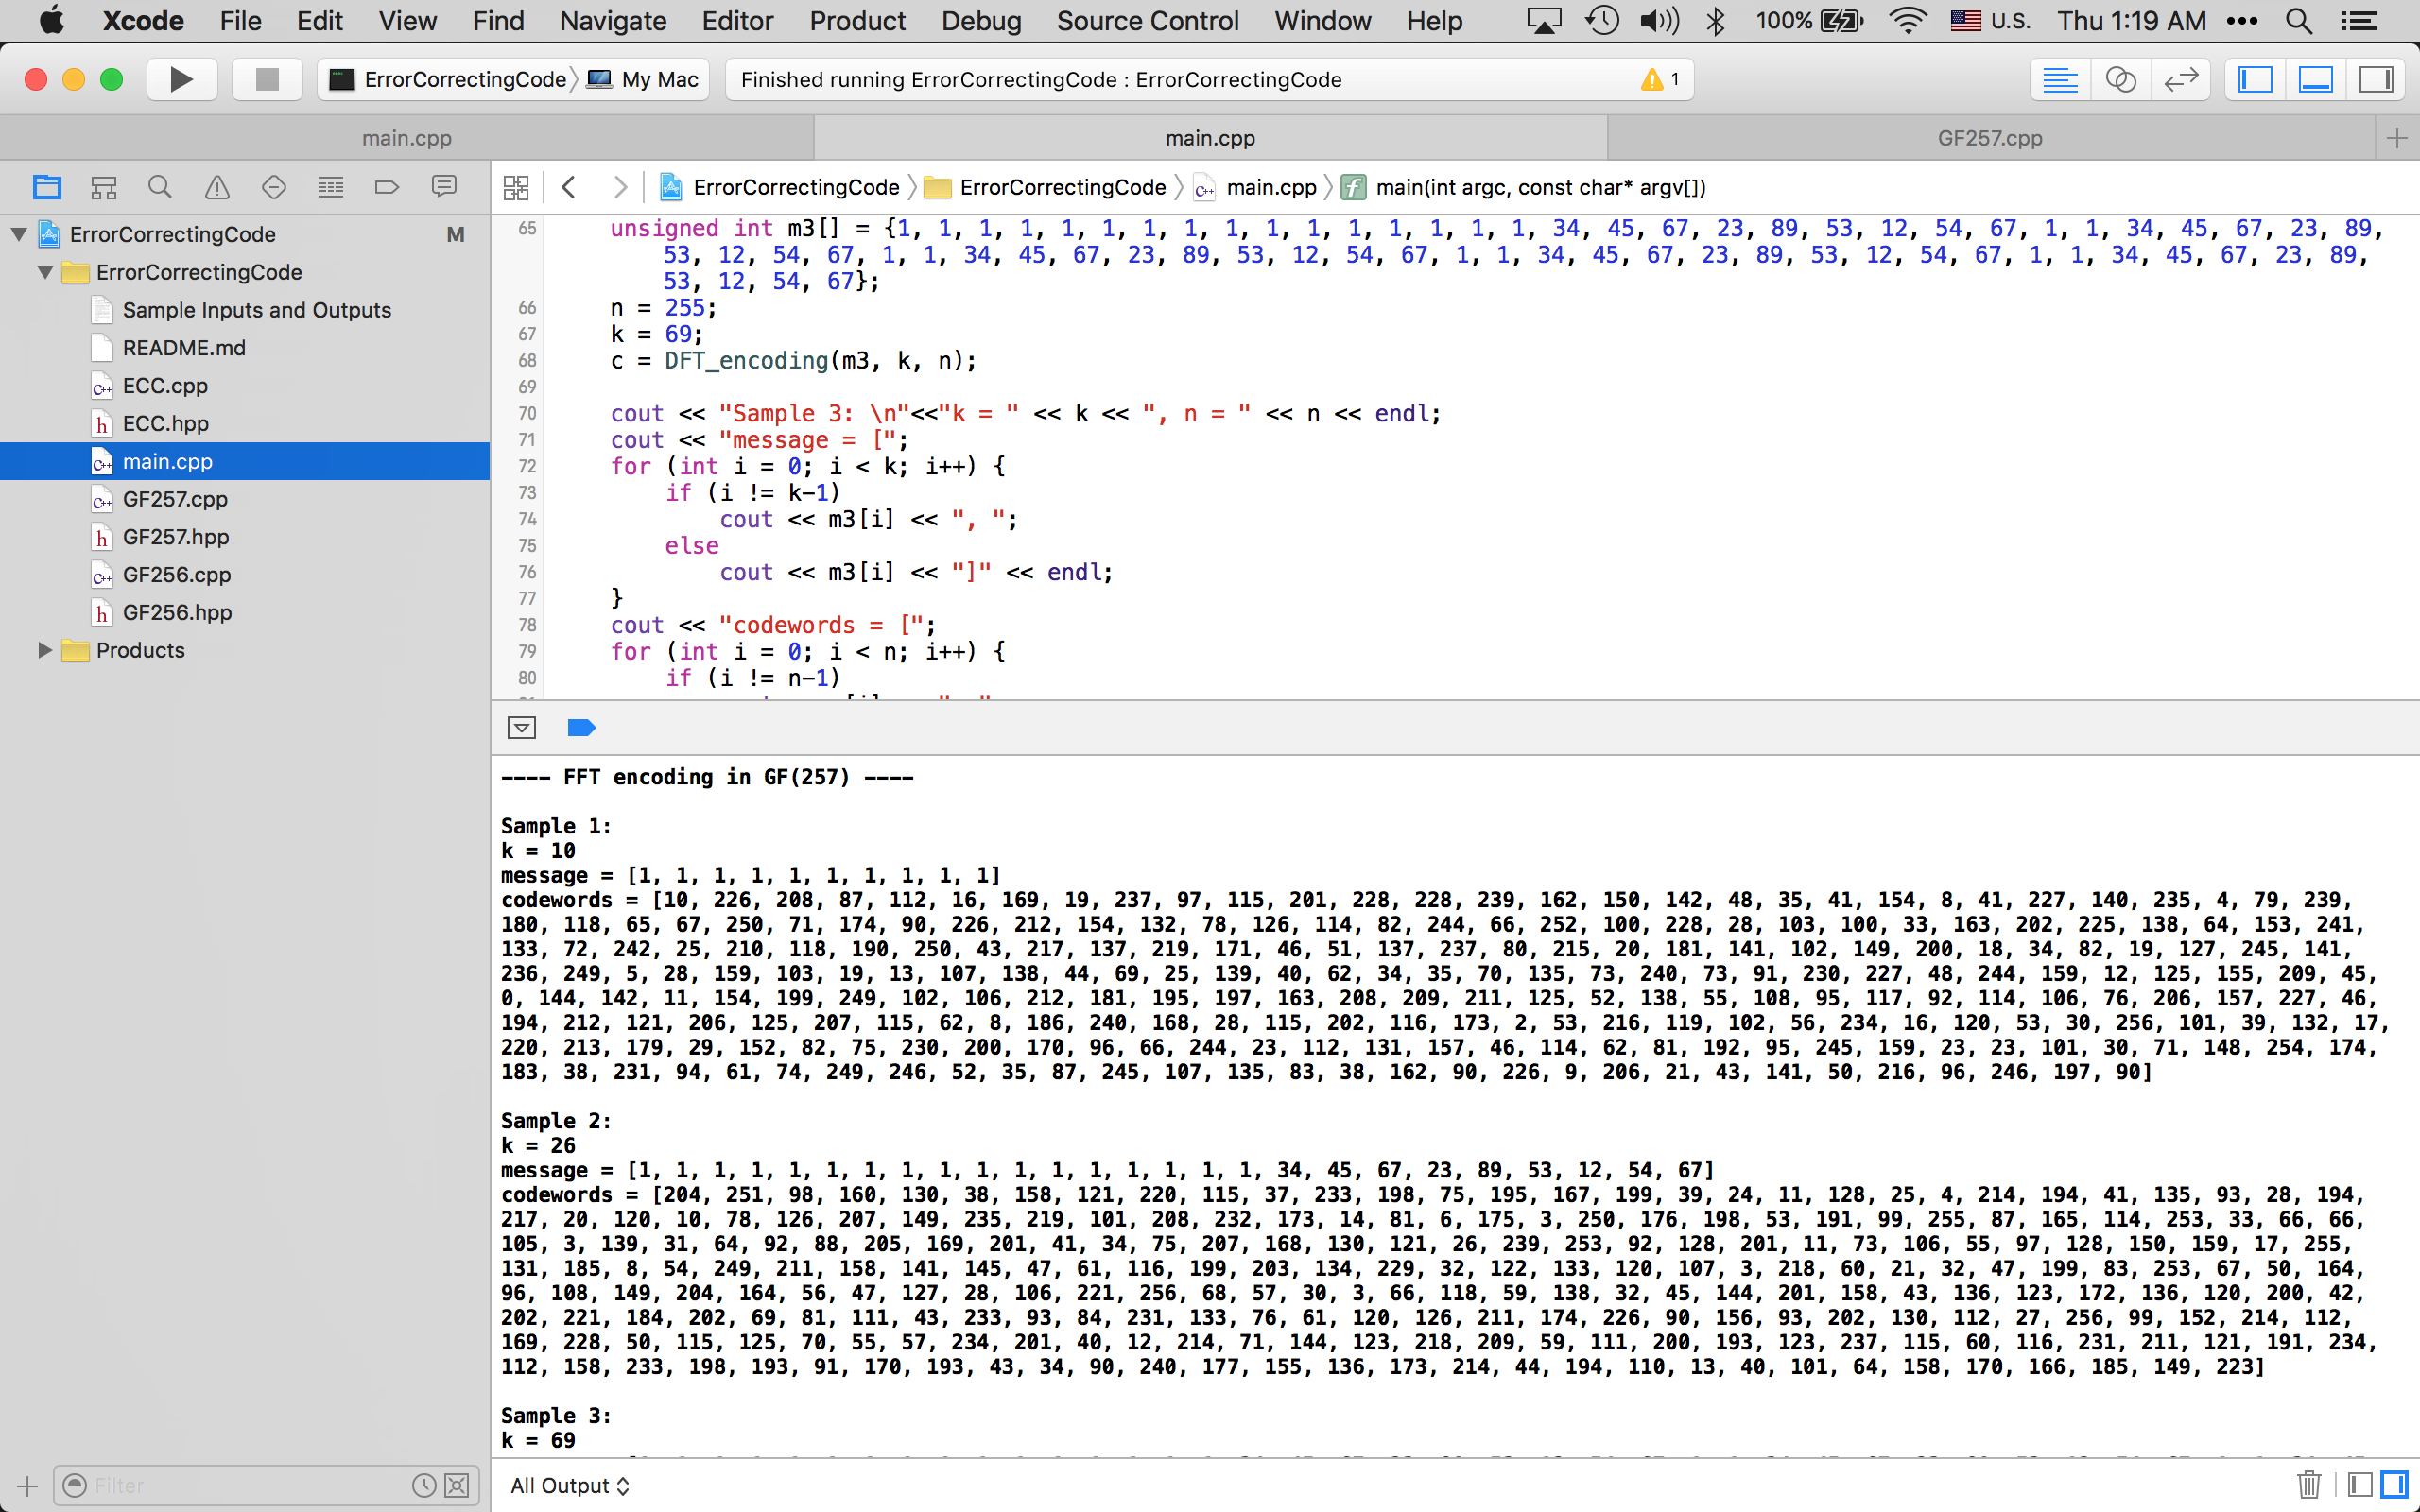 Xcode File Edit View Find Navigate Editor Product Debug Source Control Window Help 100% U.S. Thu 1:19 AM
ErrorCorrectingCode My Mac Finished running ErrorCorrectingCode : ErrorCorrectingCode 1
main.cpp main.cpp GF257.cpp
ErrorCorrectingCode ErrorCorrectingCode main.cpp main(int argc, const char* argv[])
ErrorCorrectingCode M
ErrorCorrectingCode
Sample Inputs and Outputs
README.md
ECC.cpp
ECC.hpp
main.cpp
GF257.cpp
GF257.hpp
GF256.cpp
GF256.hpp
Products
Filter
65 unsigned int m3[] = {1, 1, 1, 1, 1, 1, 1, 1, 1, 1, 1, 1, 1, 1, 1, 1, 34, 45, 67, 23, 89, 53, 12, 54, 67, 1, 1, 34, 45, 67, 23, 89,
53, 12, 54, 67, 1, 1, 34, 45, 67, 23, 89, 53, 12, 54, 67, 1, 1, 34, 45, 67, 23, 89, 53, 12, 54, 67, 1, 1, 34, 45, 67, 23, 89,
53, 12, 54, 67};
66 n = 255;
67 k = 69;
68 c = DFT_encoding(m3, k, n);
69
70 cout << "Sample 3: \n"<<"k = " << k << ", n = " << n << endl;
71 cout << "message = [";
72 for (int i = 0; i < k; i++) {
73 if (i != k-1)
74 cout << m3[i] << ", ";
75 else
76 cout << m3[i] << "]" << endl;
77 }
78 cout << "codewords = [";
79 for (int i = 0; i < n; i++) {
80 if (i != n-1)
---- FFT encoding in GF(257) ----
Sample 1:
k = 10
message = [1, 1, 1, 1, 1, 1, 1, 1, 1, 1]
codewords = [10, 226, 208, 87, 112, 16, 169, 19, 237, 97, 115, 201, 228, 228, 239, 162, 150, 142, 48, 35, 41, 154, 8, 41, 227, 140, 235, 4, 79, 239,
180, 118, 65, 67, 250, 71, 174, 90, 226, 212, 154, 132, 78, 126, 114, 82, 244, 66, 252, 100, 228, 28, 103, 100, 33, 163, 202, 225, 138, 64, 153, 241,
133, 72, 242, 25, 210, 118, 190, 250, 43, 217, 137, 219, 171, 46, 51, 137, 237, 80, 215, 20, 181, 141, 102, 149, 200, 18, 34, 82, 19, 127, 245, 141,
236, 249, 5, 28, 159, 103, 19, 13, 107, 138, 44, 69, 25, 139, 40, 62, 34, 35, 70, 135, 73, 240, 73, 91, 230, 227, 48, 244, 159, 12, 125, 155, 209, 45,
0, 144, 142, 11, 154, 199, 249, 102, 106, 212, 181, 195, 197, 163, 208, 209, 211, 125, 52, 138, 55, 108, 95, 117, 92, 114, 106, 76, 206, 157, 227, 46,
194, 212, 121, 206, 125, 207, 115, 62, 8, 186, 240, 168, 28, 115, 202, 116, 173, 2, 53, 216, 119, 102, 56, 234, 16, 120, 53, 30, 256, 101, 39, 132, 17,
220, 213, 179, 29, 152, 82, 75, 230, 200, 170, 96, 66, 244, 23, 112, 131, 157, 46, 114, 62, 81, 192, 95, 245, 159, 23, 23, 101, 30, 71, 148, 254, 174,
183, 38, 231, 94, 61, 74, 249, 246, 52, 35, 87, 245, 107, 135, 83, 38, 162, 90, 226, 9, 206, 21, 43, 141, 50, 216, 96, 246, 197, 90]
Sample 2:
k = 26
message = [1, 1, 1, 1, 1, 1, 1, 1, 1, 1, 1, 1, 1, 1, 1, 1, 1, 34, 45, 67, 23, 89, 53, 12, 54, 67]
codewords = [204, 251, 98, 160, 130, 38, 158, 121, 220, 115, 37, 233, 198, 75, 195, 167, 199, 39, 24, 11, 128, 25, 4, 214, 194, 41, 135, 93, 28, 194,
217, 20, 120, 10, 78, 126, 207, 149, 235, 219, 101, 208, 232, 173, 14, 81, 6, 175, 3, 250, 176, 198, 53, 191, 99, 255, 87, 165, 114, 253, 33, 66, 66,
105, 3, 139, 31, 64, 92, 88, 205, 169, 201, 41, 34, 75, 207, 168, 130, 121, 26, 239, 253, 92, 128, 201, 11, 73, 106, 55, 97, 128, 150, 159, 17, 255,
131, 185, 8, 54, 249, 211, 158, 141, 145, 47, 61, 116, 199, 203, 134, 229, 32, 122, 133, 120, 107, 3, 218, 60, 21, 32, 47, 199, 83, 253, 67, 50, 164,
96, 108, 149, 204, 164, 56, 47, 127, 28, 106, 221, 256, 68, 57, 30, 3, 66, 118, 59, 138, 32, 45, 144, 201, 158, 43, 136, 123, 172, 136, 120, 200, 42,
202, 221, 184, 202, 69, 81, 111, 43, 233, 93, 84, 231, 133, 76, 61, 120, 126, 211, 174, 226, 90, 156, 93, 202, 130, 112, 27, 256, 99, 152, 214, 112,
169, 228, 50, 115, 125, 70, 55, 57, 234, 201, 40, 12, 214, 71, 144, 123, 218, 209, 59, 111, 200, 193, 123, 237, 115, 60, 116, 231, 211, 121, 191, 234,
112, 158, 233, 198, 193, 91, 170, 193, 43, 34, 90, 240, 177, 155, 136, 173, 214, 44, 194, 110, 13, 40, 101, 64, 158, 170, 166, 185, 149, 223]
Sample 3:
k = 69
All Output